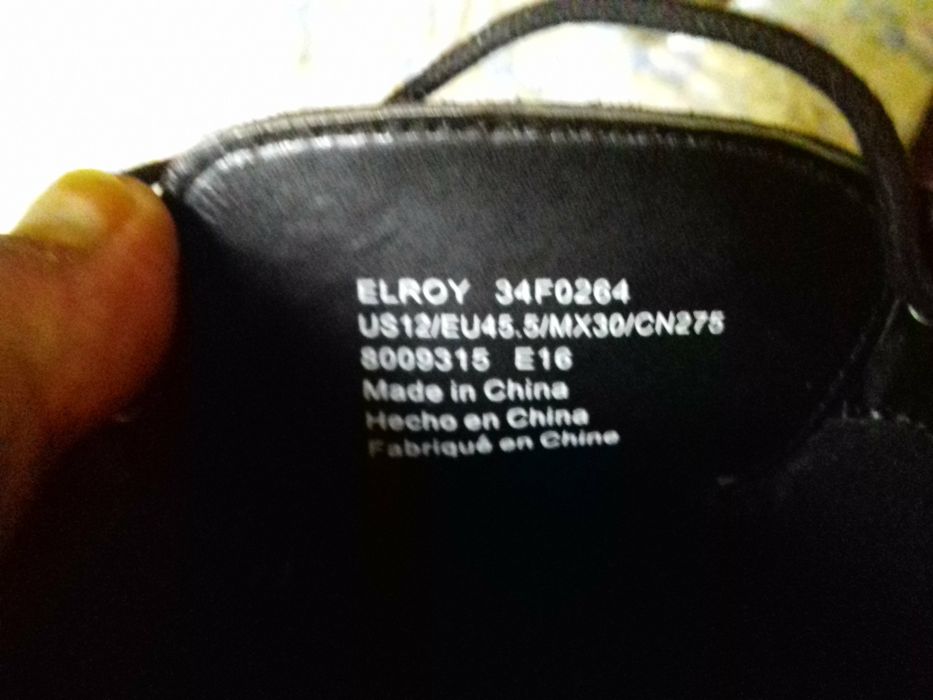 ELROY 34F0264
US12/EU45.5/MX30/CN275
8009315 E16
Made in China
Hecho en China
Fabriqué en Chine